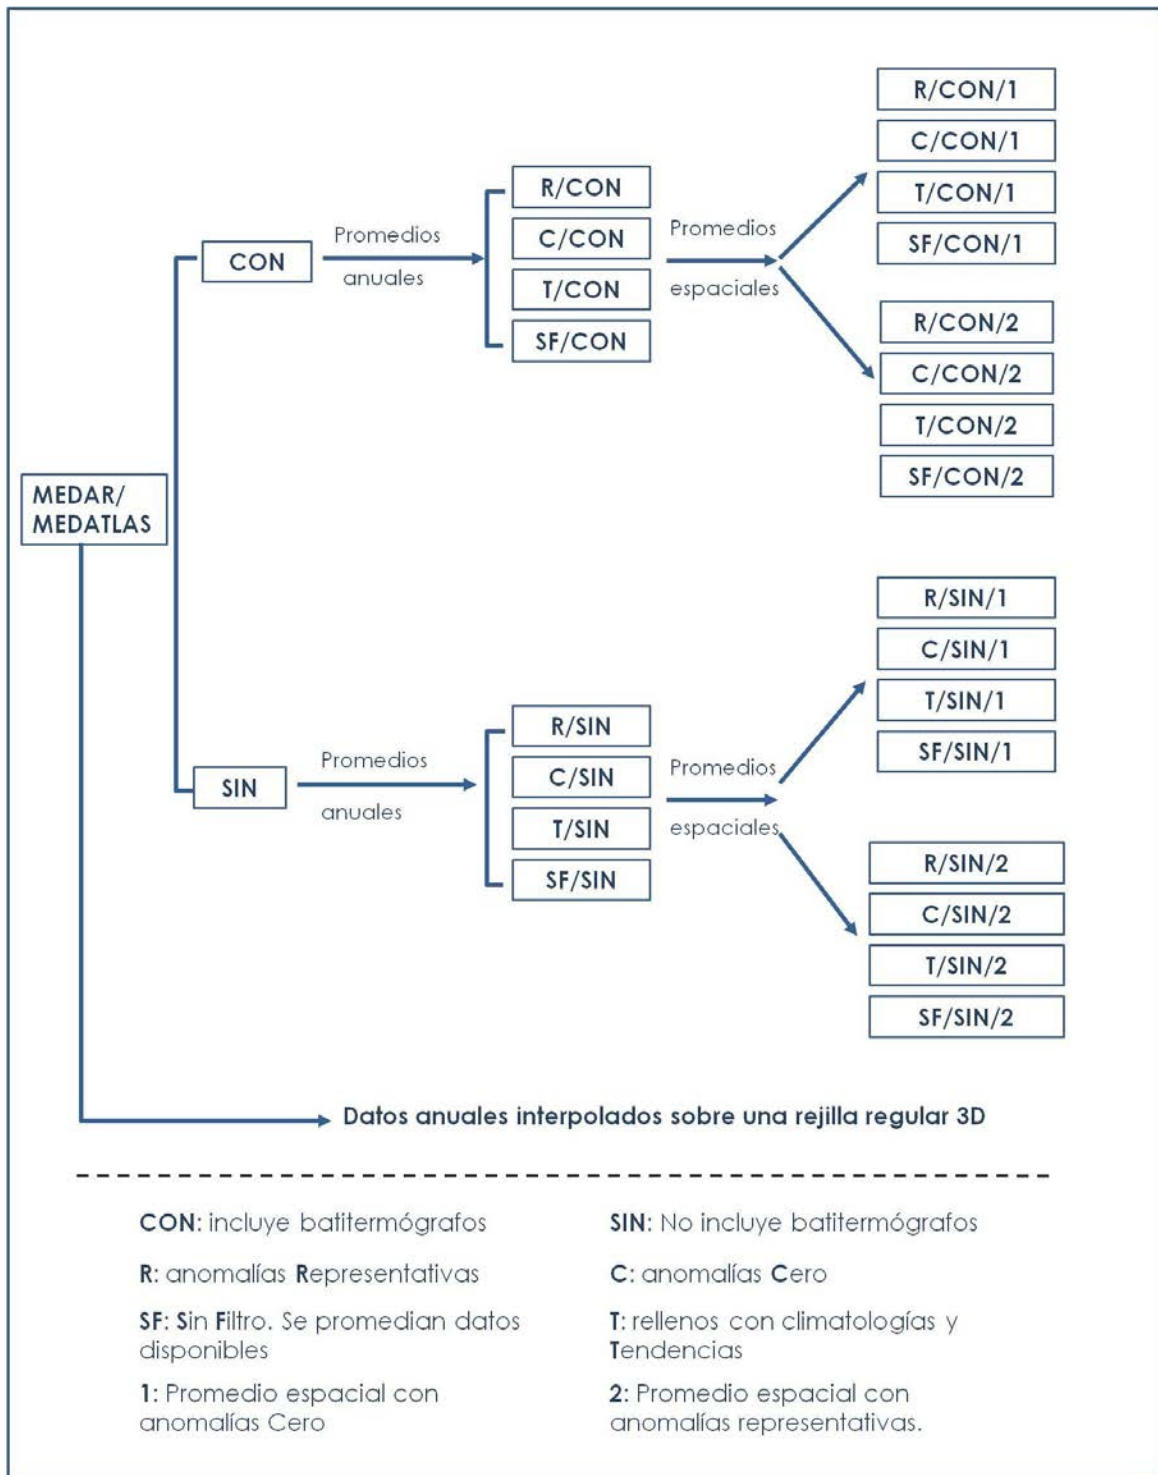 MEDAR/
MEDATLAS
CON
Promedios
anuales
R/CON
C/CON
T/CON
SF/CON
Promedios
espaciales
R/CON/1
C/CON/1
T/CON/1
SF/CON/1
R/CON/2
C/CON/2
T/CON/2
SF/CON/2
SIN
Promedios
anuales
R/SIN
C/SIN
T/SIN
SF/SIN
Promedios
espaciales
R/SIN/1
C/SIN/1
T/SIN/1
SF/SIN/1
R/SIN/2
C/SIN/2
T/SIN/2
SF/SIN/2
Datos anuales interpolados sobre una rejilla regular 3D
CON: incluye batitermógrafos
SIN: No incluye batitermógrafos
R: anomalías Representativas
C: anomalías Cero
SF: Sin Filtro. Se promedian datos
disponibles
T: rellenos con climatologías y
Tendencias
1: Promedio espacial con
anomalías Cero
2: Promedio espacial con
anomalías representativas.